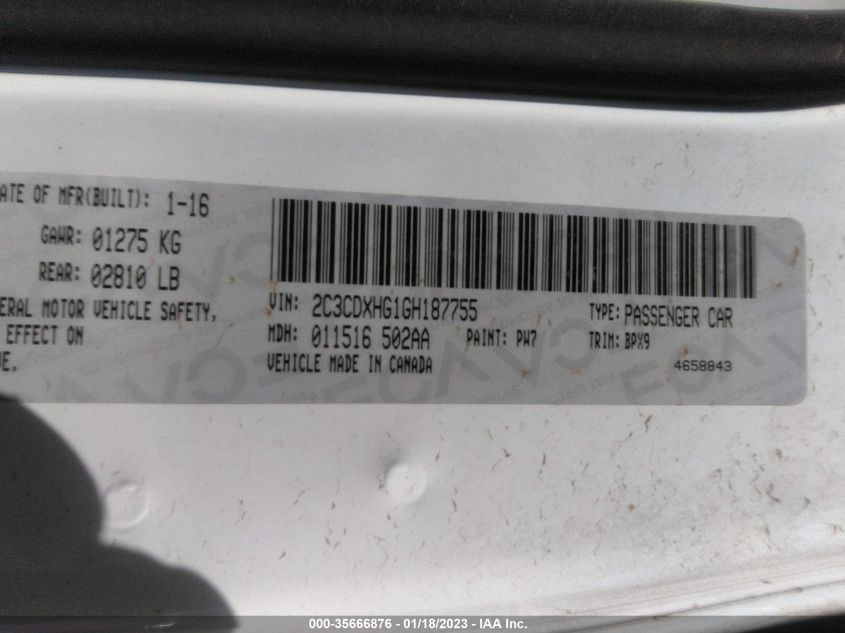 ATE OF MFR(BUILT): 1-16
GAWR: 01275 KG
REAR: 02810 LB
ERAL MOTOR VEHICLE SAFETY,
EFFECT ON
VIN: 2C3CDXHG1GH187755
TYPE: PASSENGER CAR
MDH: 011516 502AA
PAINT: PW7
TRIM: BPX9
VEHICLE MADE IN CANADA
4658843
000-35666876 - 01/18/2023 - IAA Inc.